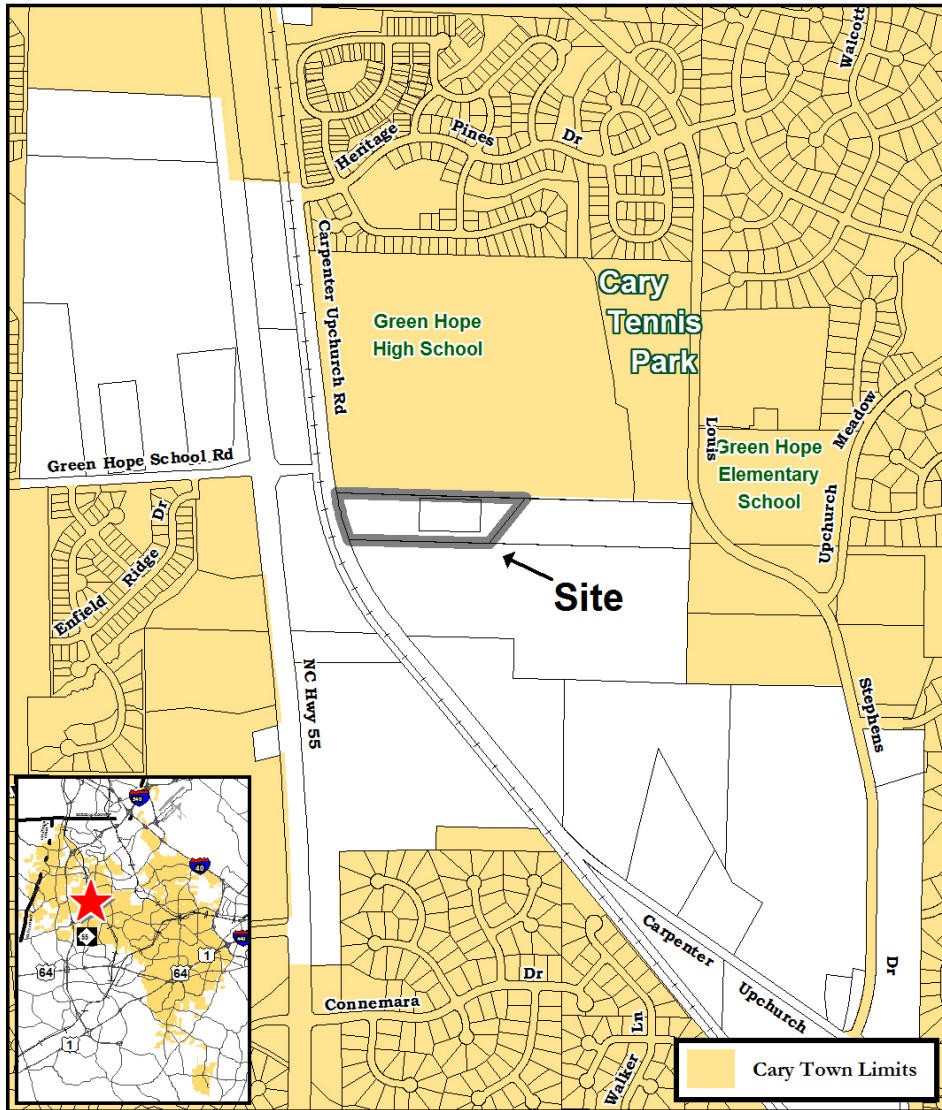 Walcott
Heritage
Pines
Dr
Carpenter Upchurch Rd
Cary
Tennis
Park
Green Hope
High School
Louis
Meadow
Green Hope
Elementary
School
Upchurch
Green Hope School Rd
Dr
Ridge
Enfield
Site
NC Hwy 55
Stephens
540
40
55
440
1
64
64
1
Carpenter
Upchurch
Dr
Dr
Connemara
Ln
Walker
Cary Town Limits